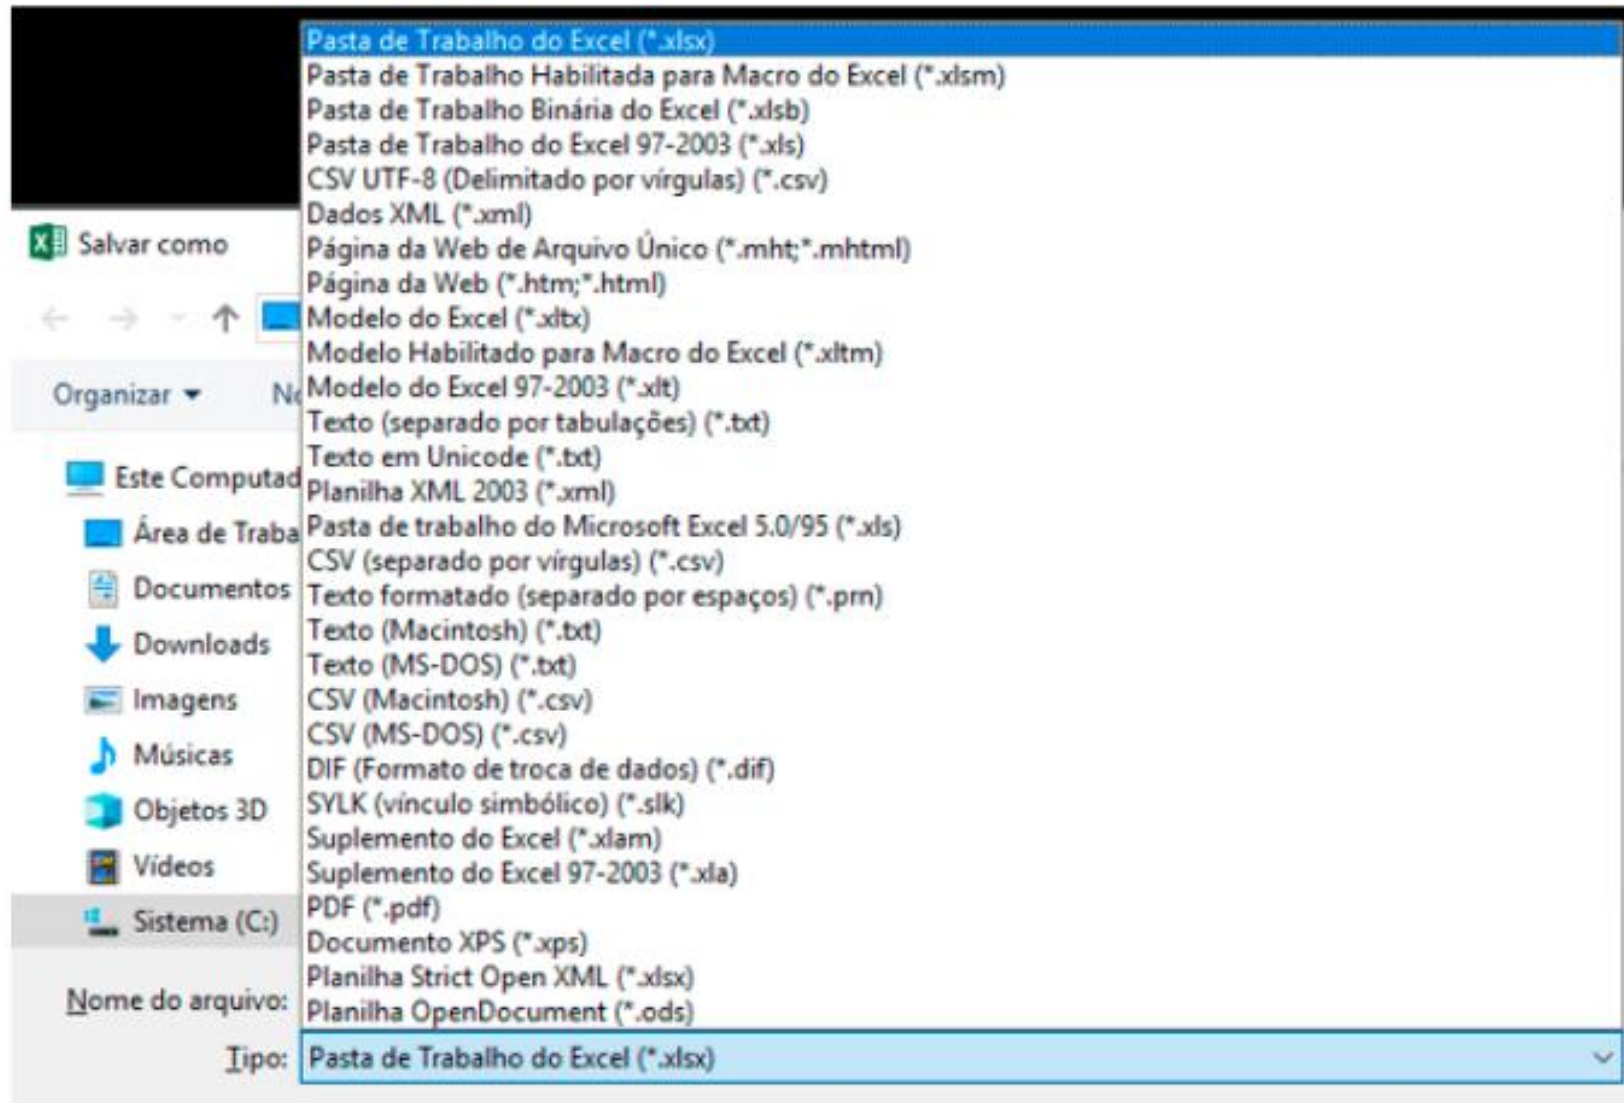 Pasta de Trabalho do Excel (*.xlsx)
Pasta de Trabalho Habilitada para Macro do Excel (*.xlsm)
Pasta de Trabalho Binária do Excel (*.xlsb)
Pasta de Trabalho do Excel 97-2003 (*.xls)
CSV UTF-8 (Delimitado por vírgulas) (*.csv)
Dados XML (*.xml)
Página da Web de Arquivo Único (*.mht;*.mhtml)
Página da Web (*.htm;*.html)
Modelo do Excel (*.xltx)
Modelo Habilitado para Macro do Excel (*.xltm)
Modelo do Excel 97-2003 (*.xlt)
Texto (separado por tabulações) (*.txt)
Texto em Unicode (*.txt)
Planilha XML 2003 (*.xml)
Pasta de trabalho do Microsoft Excel 5.0/95 (*.xls)
CSV (separado por vírgulas) (*.csv)
Texto formatado (separado por espaços) (*.prn)
Texto (Macintosh) (*.txt)
Texto (MS-DOS) (*.txt)
CSV (Macintosh) (*.csv)
CSV (MS-DOS) (*.csv)
DIF (Formato de troca de dados) (*.dif)
SYLK (vínculo simbólico) (*.slk)
Suplemento do Excel (*.xlam)
Suplemento do Excel 97-2003 (*.xla)
PDF (*.pdf)
Documento XPS (*.xps)
Planilha Strict Open XML (*.xlsx)
Planilha OpenDocument (*.ods)
Salvar como
Organizar
No
Este Computad
Área de Traba
Documentos
Downloads
Imagens
Músicas
Objetos 3D
Vídeos
Sistema (C:)
Nome do arquivo:
Tipo: Pasta de Trabalho do Excel (*.xlsx)